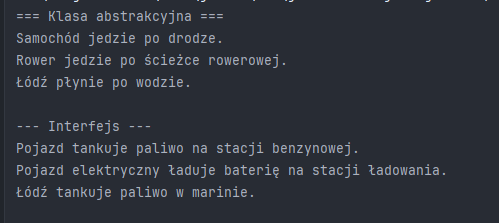 === Klasa abstrakcyjna ===
Samochód jedzie po drodze.
Rower jedzie po ścieżce rowerowej.
Łódź płynie po wodzie.

--- Interfejs ---
Pojazd tankuje paliwo na stacji benzynowej.
Pojazd elektryczny ładuje baterię na stacji ładowania.
Łódź tankuje paliwo w marinie.